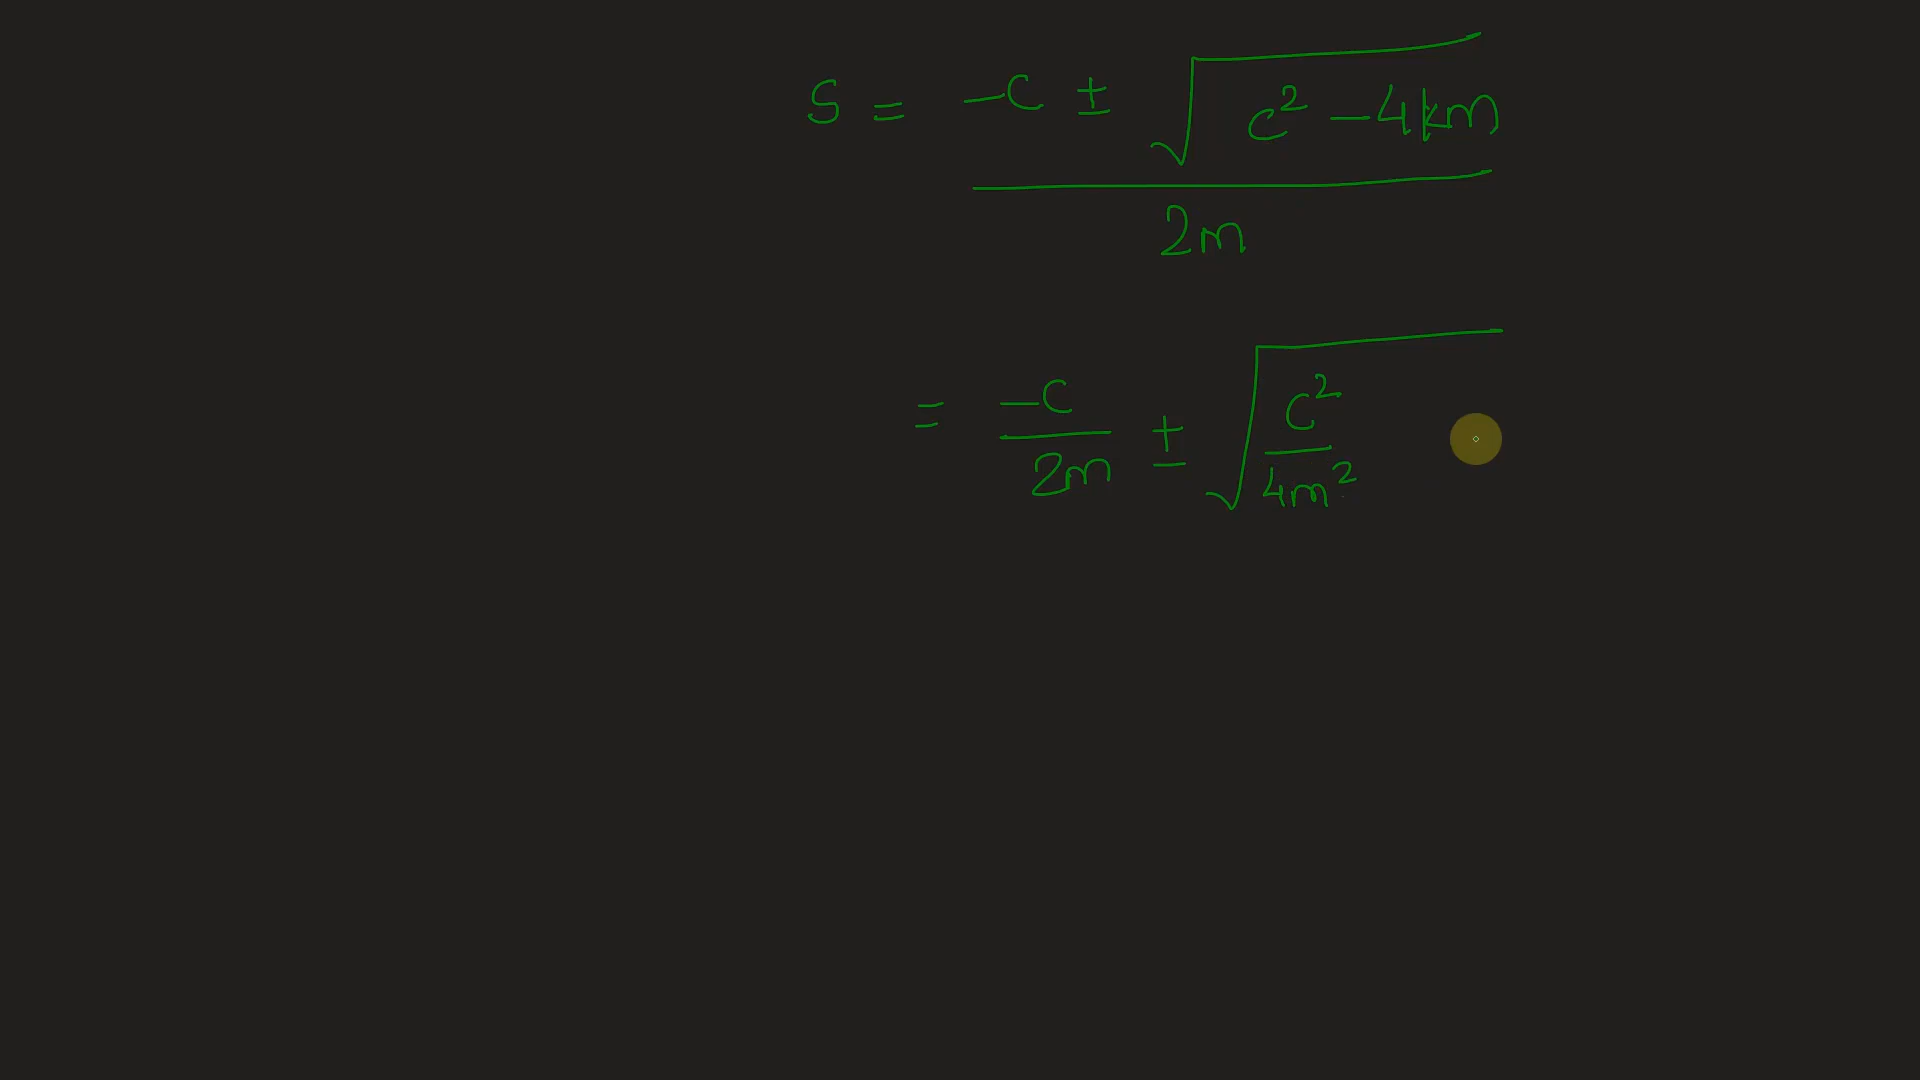 S = −C ± √(c² − 4km)
2m
= −C/2m ± √(C²/4m²